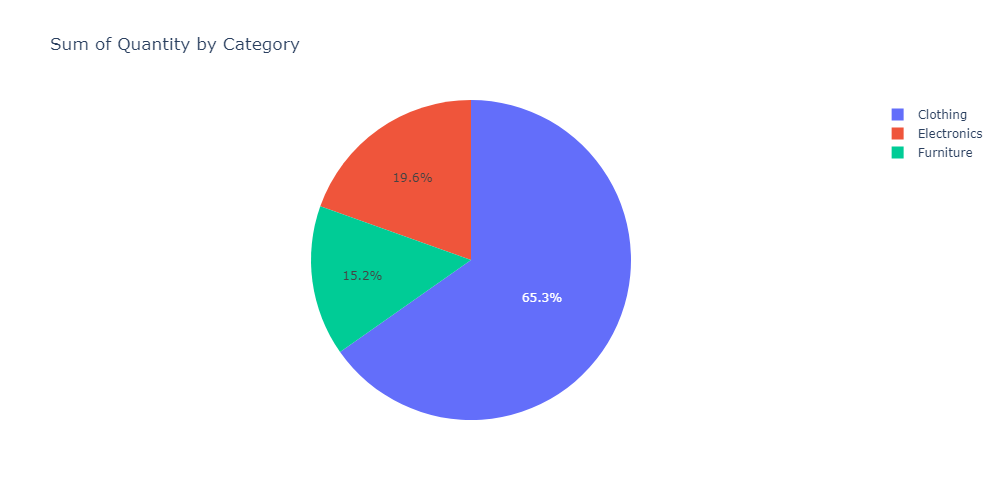 Sum of Quantity by Category
Clothing
Electronics
Furniture
19.6%
15.2%
65.3%